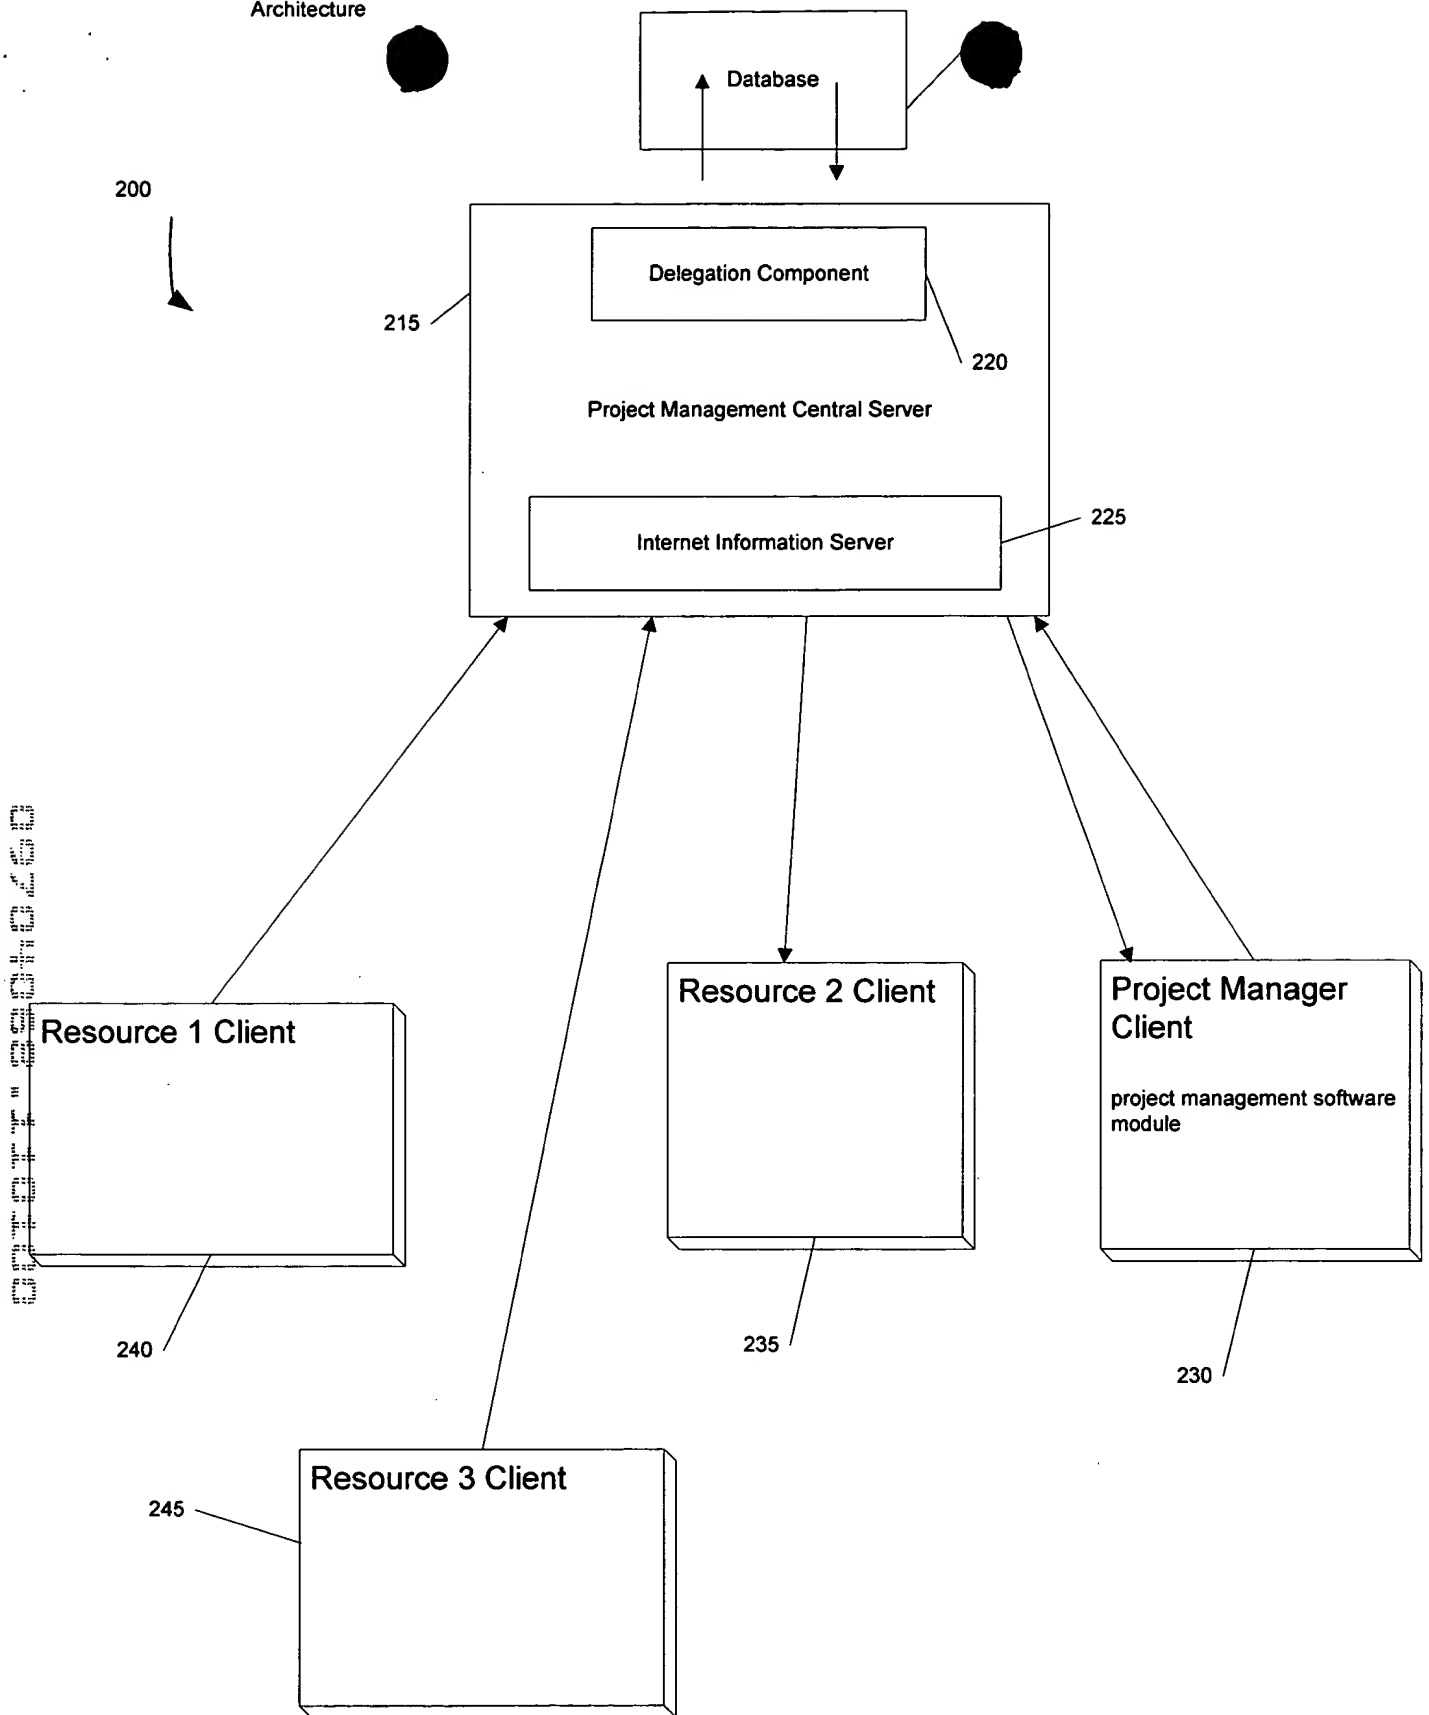 Architecture
Database
200
Delegation Component
215
220
Project Management Central Server
225
Internet Information Server
Resource 1 Client
Resource 2 Client
Project Manager
Client
project management software
module
240
235
230
Resource 3 Client
245